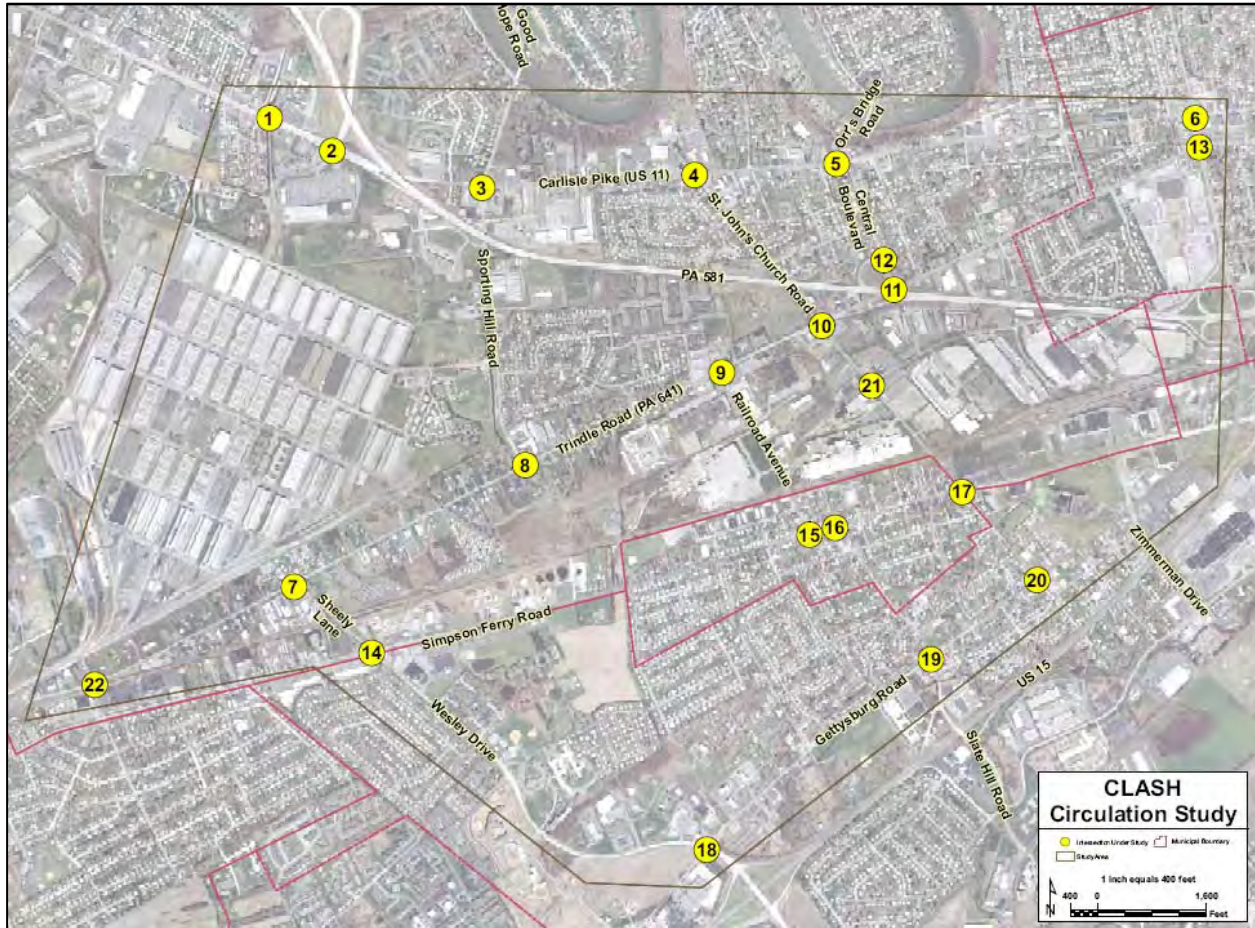 Good
Hope Road
Orr's Bridge
Road
1
2
3
4
5
6
13
Carlisle Pike (US 11)
Central
Boulevard
St. John's Church Road
Sporting Hill Road
PA 581
12
11
10
9
21
Trindle Road (PA 641)
Railroad Avenue
8
17
15
16
Zimmerman Drive
7
20
Sheely
Lane
Simpson Ferry Road
14
19
22
Gettysburg Road
US 15
Wesley Drive
Slate Hill Road
18
CLASH
Circulation Study
Intersection Under Study
Municipal Boundary
Study Area
1 inch equals 400 feet
400
0
1,600
Feet
N